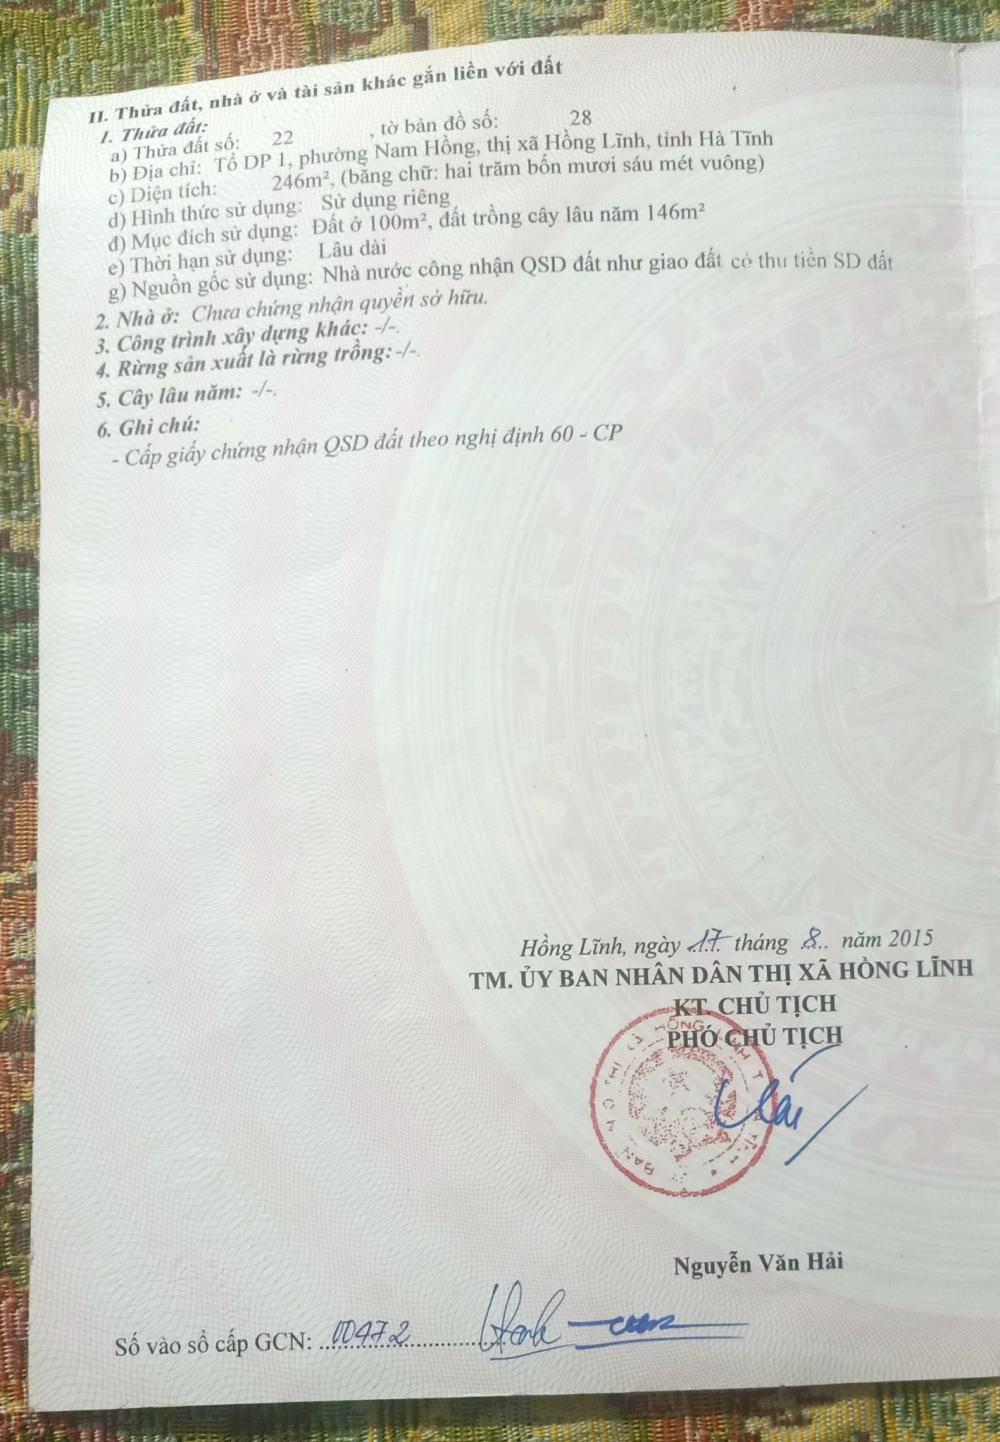 II. Thửa đất, nhà ở và tài sản khác gắn liền với đất
1. Thửa đất:
a) Thửa đất số: 22 , tờ bản đồ số: 28
b) Địa chỉ: Tổ DP 1, phường Nam Hồng, thị xã Hồng Lĩnh, tỉnh Hà Tĩnh
c) Diện tích: 246m², (bằng chữ: hai trăm bốn mươi sáu mét vuông)
d) Hình thức sử dụng: Sử dụng riêng
đ) Mục đích sử dụng: Đất ở 100m², đất trồng cây lâu năm 146m²
e) Thời hạn sử dụng: Lâu dài
g) Nguồn gốc sử dụng: Nhà nước công nhận QSD đất như giao đất có thu tiền SD đất
2. Nhà ở: Chưa chứng nhận quyền sở hữu.
3. Công trình xây dựng khác: -/-.
4. Rừng sản xuất là rừng trồng: -/-.
5. Cây lâu năm: -/-.
6. Ghi chú:
- Cấp giấy chứng nhận QSD đất theo nghị định 60 - CP
Hồng Lĩnh, ngày 17 tháng 8 năm 2015
TM. ỦY BAN NHÂN DÂN THỊ XÃ HỒNG LĨNH
KT. CHỦ TỊCH
PHÓ CHỦ TỊCH
Nguyễn Văn Hải
Số vào sổ cấp GCN: 00472